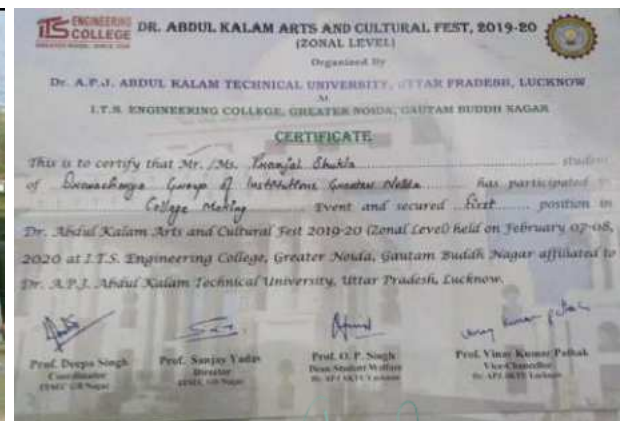 ITS ENGINEERING COLLEGE
DR. ABDUL KALAM ARTS AND CULTURAL FEST, 2019-20
(ZONAL LEVEL)
Organized By
Dr. A.P.J. ABDUL KALAM TECHNICAL UNIVERSITY, UTTAR PRADESH, LUCKNOW
At
I.T.S. ENGINEERING COLLEGE, GREATER NOIDA, GAUTAM BUDDH NAGAR
CERTIFICATE
This is to certify that Mr. /Ms. Pranjal Shukla student
of Dronacharya Group of Institutions Greater Noida has participated in
Collage Making Event and secured first position in
Dr. Abdul Kalam Arts and Cultural Fest 2019-20 (Zonal Level) held on February 07-08,
2020 at I.T.S. Engineering College, Greater Noida, Gautam Buddh Nagar affiliated to
Dr. A.P.J. Abdul Kalam Technical University, Uttar Pradesh, Lucknow.
Prof. Deepa Singh Prof. Sanjay Yadav Prof. O. P. Singh Prof. Vinay Kumar Pathak
Coordinator Director Dean Student Welfare Vice-Chancellor